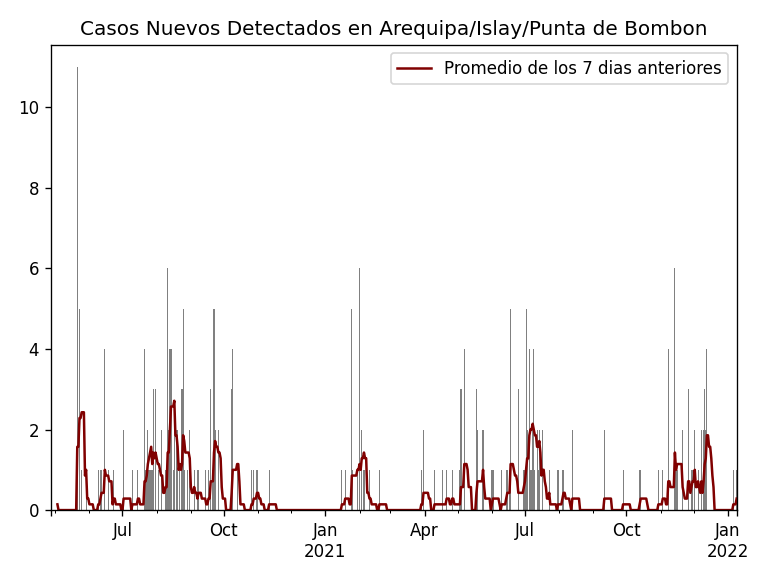 Casos Nuevos Detectados en Arequipa/Islay/Punta de Bombon
Promedio de los 7 dias anteriores
10
8
6
4
2
0
Jul Oct Jan Apr Jul Oct Jan
2021 2022